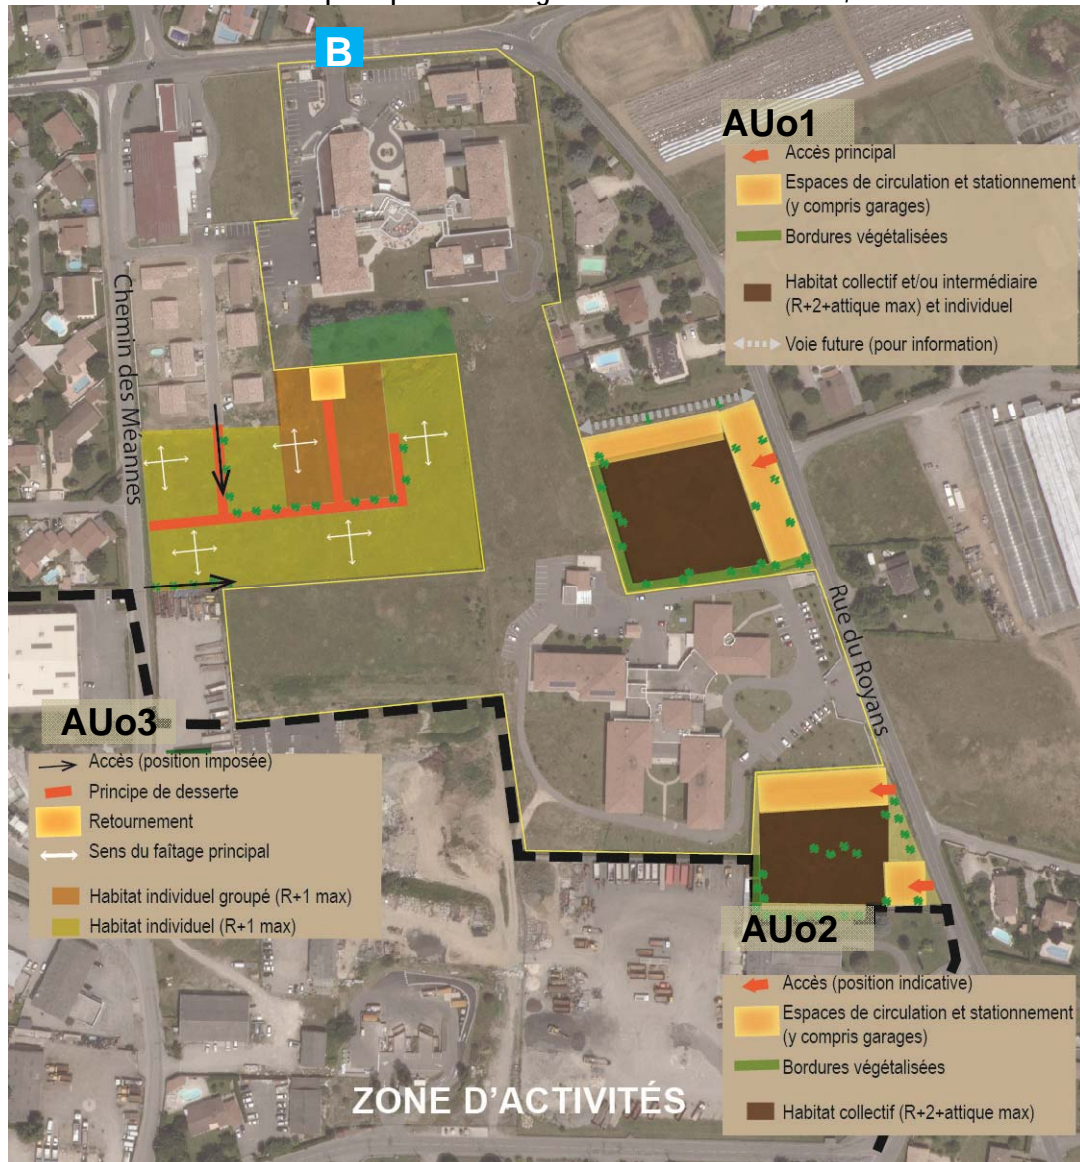 B
AUo1
Accès principal
Espaces de circulation et stationnement
(y compris garages)
Bordures végétalisées
Habitat collectif et/ou intermédiaire
(R+2+attique max) et individuel
Voie future (pour information)
Chemin des Méannes
Rue du Royans
AUo3
Accès (position imposée)
Principe de desserte
Retournement
Sens du faîtage principal
Habitat individuel groupé (R+1 max)
Habitat individuel (R+1 max)
AUo2
Accès (position indicative)
Espaces de circulation et stationnement
(y compris garages)
Bordures végétalisées
Habitat collectif (R+2+attique max)
ZONE D'ACTIVITÉS